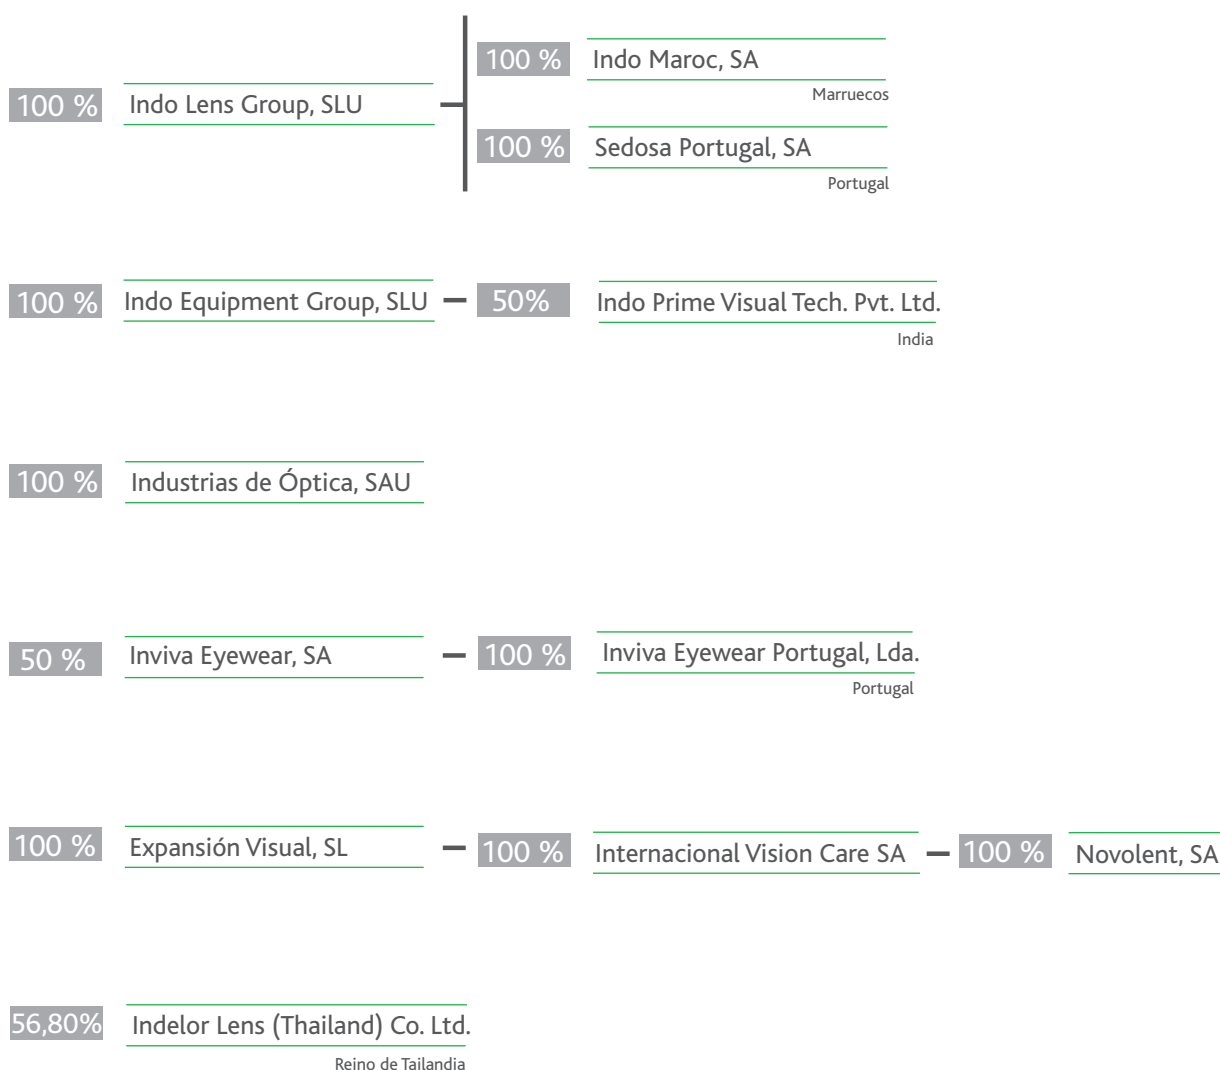 100 % Indo Lens Group, SLU
100 % Indo Maroc, SA
Marruecos
100 % Sedosa Portugal, SA
Portugal
100 % Indo Equipment Group, SLU 50% Indo Prime Visual Tech. Pvt. Ltd.
India
100 % Industrias de Óptica, SAU
50 % Inviva Eyewear, SA 100 % Inviva Eyewear Portugal, Lda.
Portugal
100 % Expansión Visual, SL 100 % Internacional Vision Care SA 100 % Novolent, SA
56,80% Indelor Lens (Thailand) Co. Ltd.
Reino de Tailandia